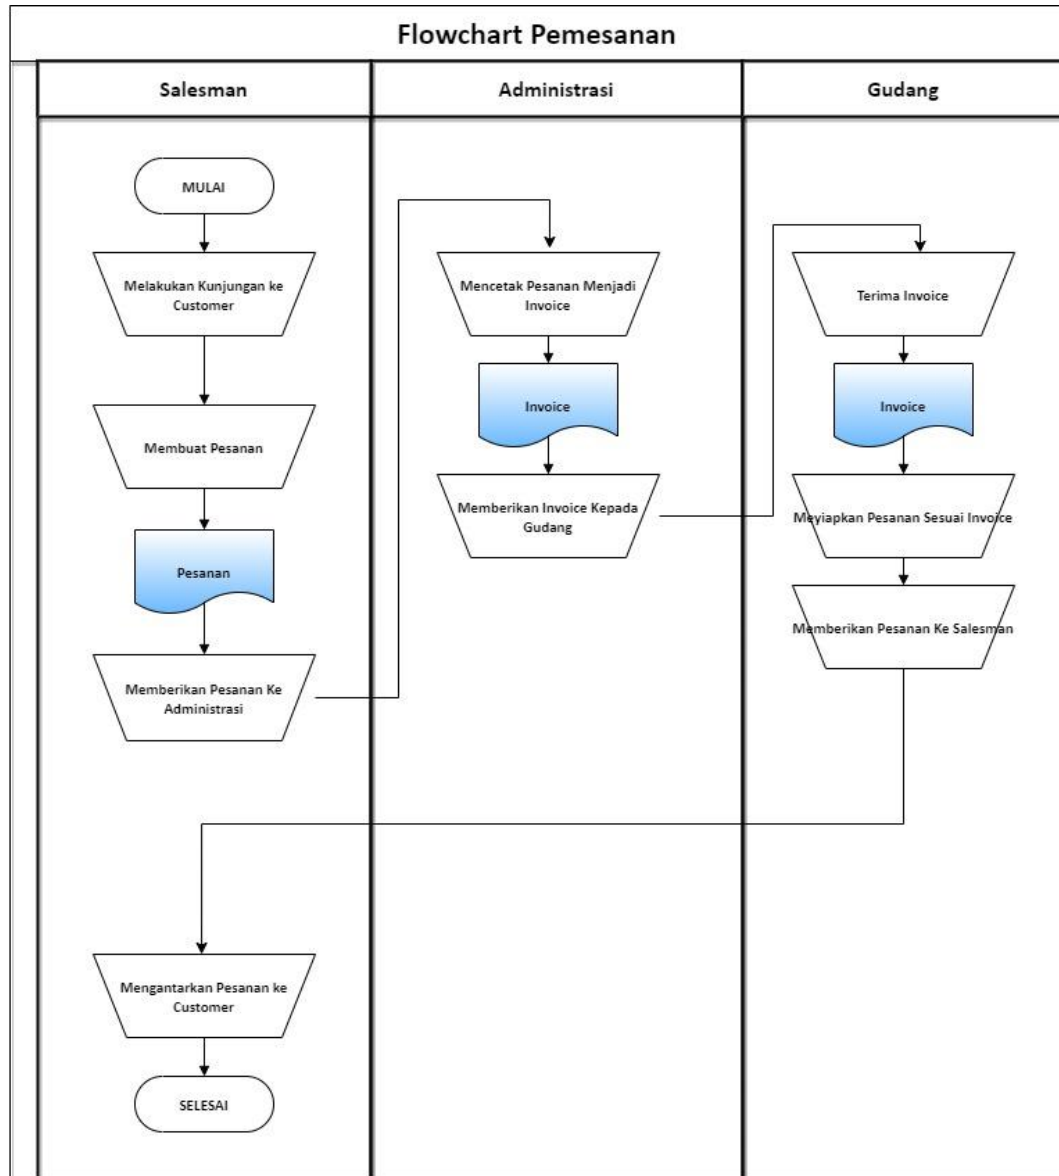 Flowchart Pemesanan
Salesman
Administrasi
Gudang
MULAI
Melakukan Kunjungan ke
Customer
Membuat Pesanan
Pesanan
Memberikan Pesanan Ke
Administrasi
Mencetak Pesanan Menjadi
Invoice
Invoice
Memberikan Invoice Kepada
Gudang
Terima Invoice
Invoice
Meyiapkan Pesanan Sesuai Invoice
Memberikan Pesanan Ke Salesman
Mengantarkan Pesanan ke
Customer
SELESAI